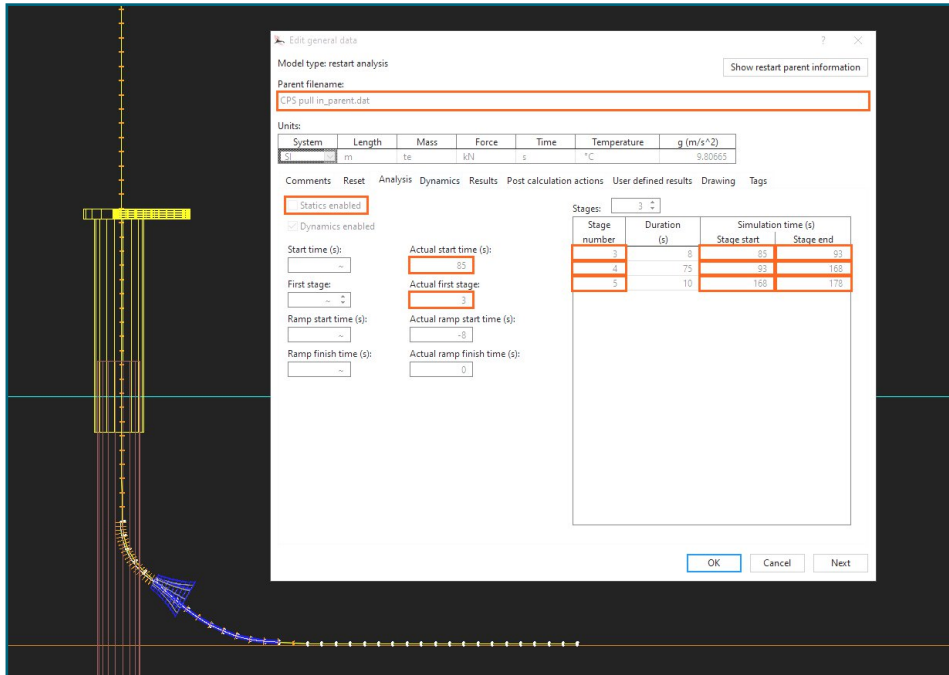 Edit general data
Model type: restart analysis
Show restart parent information
Parent filename:
CPS pull in_parent.dat
Units:
System Length Mass Force Time Temperature g (m/s^2)
SI m te kN s °C 9.80665
Comments Reset Analysis Dynamics Results Post calculation actions User defined results Drawing Tags
Statics enabled
Stages: 3
Dynamics enabled
Stage number Duration (s) Simulation time (s)
Stage start Stage end
3 8 85 93
4 75 93 168
5 10 168 178
Start time (s): Actual start time (s):
~ 85
First stage: Actual first stage:
~ 3
Ramp start time (s): Actual ramp start time (s):
~ -8
Ramp finish time (s): Actual ramp finish time (s):
~ 0
OK Cancel Next